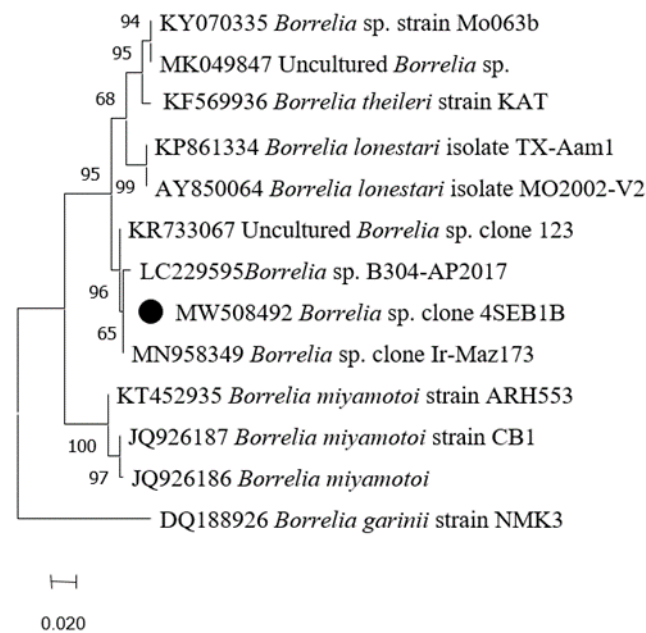 94
KY070335 Borrelia sp. strain Mo063b
95
MK049847 Uncultured Borrelia sp.
68
KF569936 Borrelia theileri strain KAT
KP861334 Borrelia lonestari isolate TX-Aam1
95
99
AY850064 Borrelia lonestari isolate MO2002-V2
KR733067 Uncultured Borrelia sp. clone 123
LC229595Borrelia sp. B304-AP2017
96
MW508492 Borrelia sp. clone 4SEB1B
65
MN958349 Borrelia sp. clone Ir-Maz173
KT452935 Borrelia miyamotoi strain ARH553
JQ926187 Borrelia miyamotoi strain CB1
100
97
JQ926186 Borrelia miyamotoi
DQ188926 Borrelia garinii strain NMK3
0.020